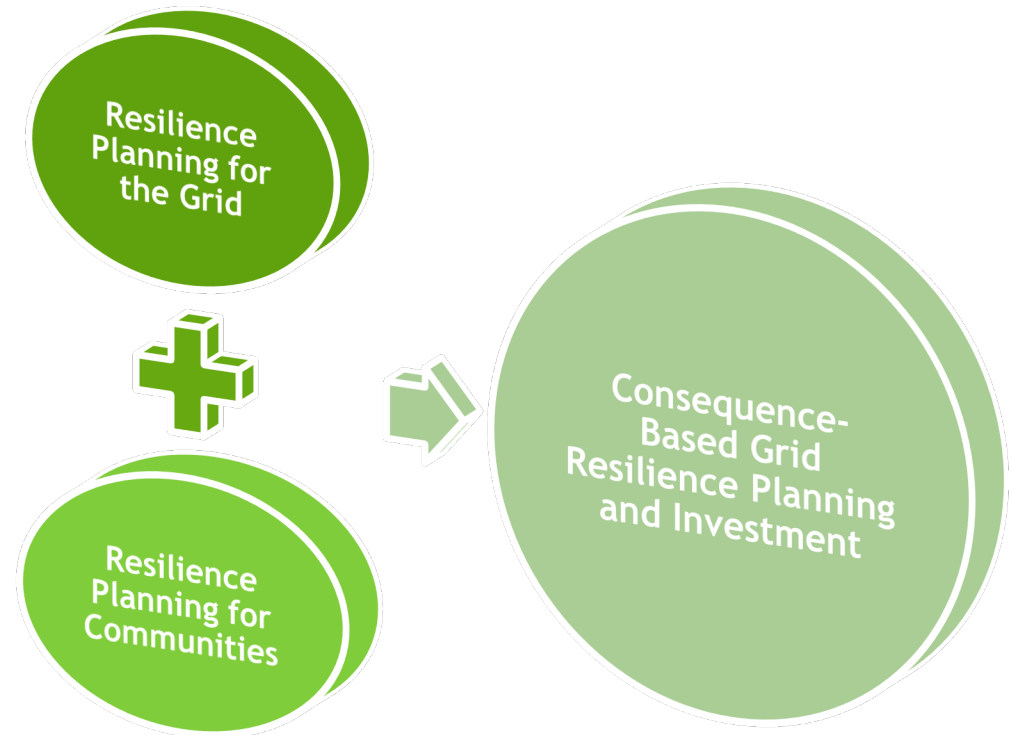 Resilience
Planning for
the Grid
Resilience
Planning for
Communities
Consequence-
Based Grid
Resilience Planning
and Investment